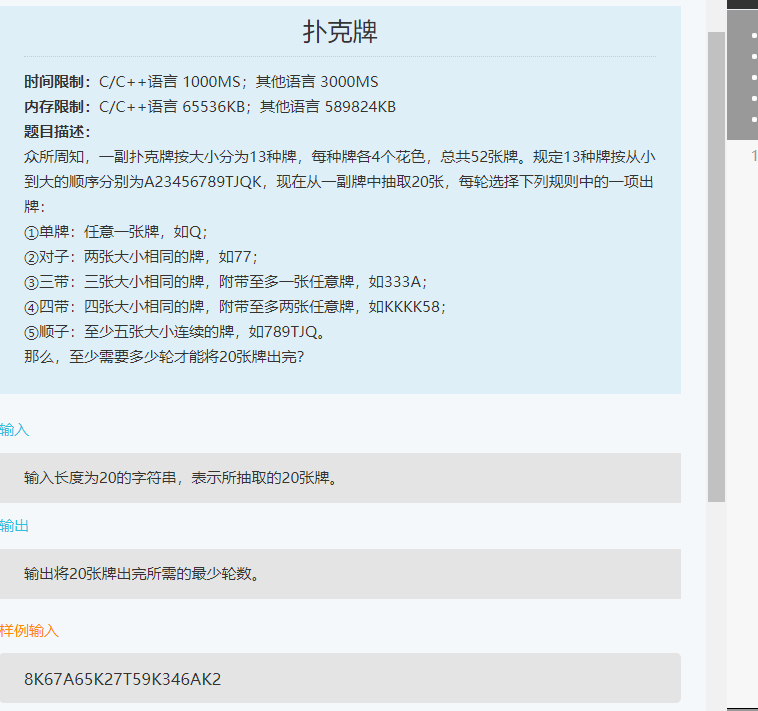 扑克牌
时间限制：C/C++语言 1000MS；其他语言 3000MS
内存限制：C/C++语言 65536KB；其他语言 589824KB
题目描述：
众所周知，一副扑克牌按大小分为13种牌，每种牌各4个花色，总共52张牌。规定13种牌按从小
到大的顺序分别为A23456789TJQK，现在从一副牌中抽取20张，每轮选择下列规则中的一项出
牌：
①单牌：任意一张牌，如Q；
②对子：两张大小相同的牌，如77；
③三带：三张大小相同的牌，附带至多一张任意牌，如333A；
④四带：四张大小相同的牌，附带至多两张任意牌，如KKKK58；
⑤顺子：至少五张大小连续的牌，如789TJQ。
那么，至少需要多少轮才能将20张牌出完?
输入
输入长度为20的字符串，表示所抽取的20张牌。
输出
输出将20张牌出完所需的最少轮数。
样例输入
8K67A65K27T59K346AK2
1